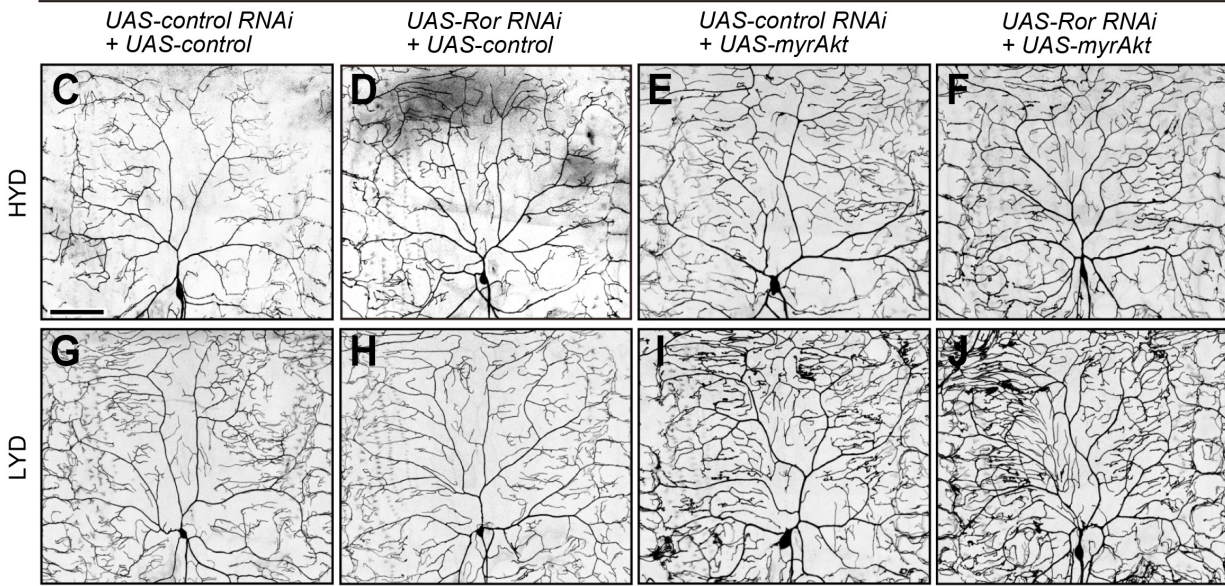 UAS-control RNAi
+ UAS-control
UAS-Ror RNAi
+ UAS-control
UAS-control RNAi
+ UAS-myrAkt
UAS-Ror RNAi
+ UAS-myrAkt
HYD
C
D
E
F
LYD
G
H
I
J